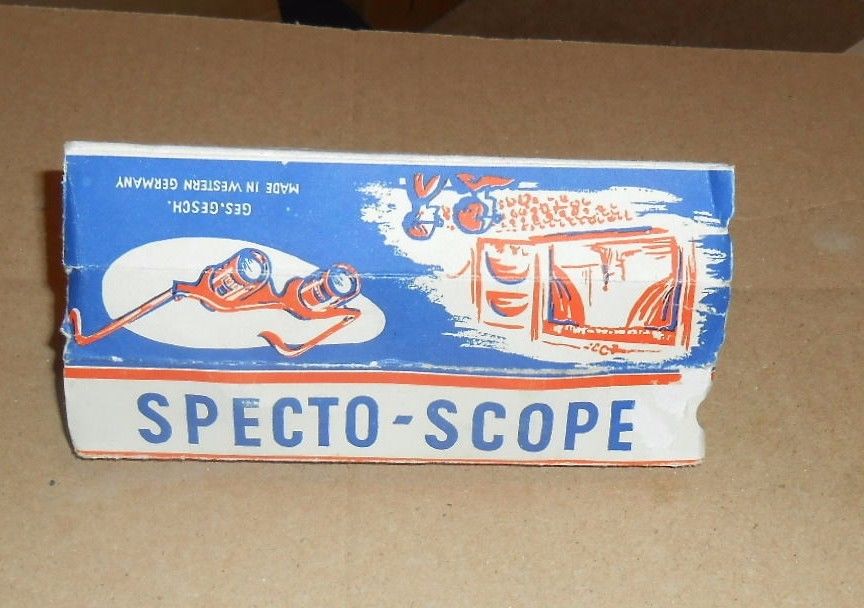 GES.GESCH.
MADE IN WESTERN GERMANY
SPECTO-SCOPE